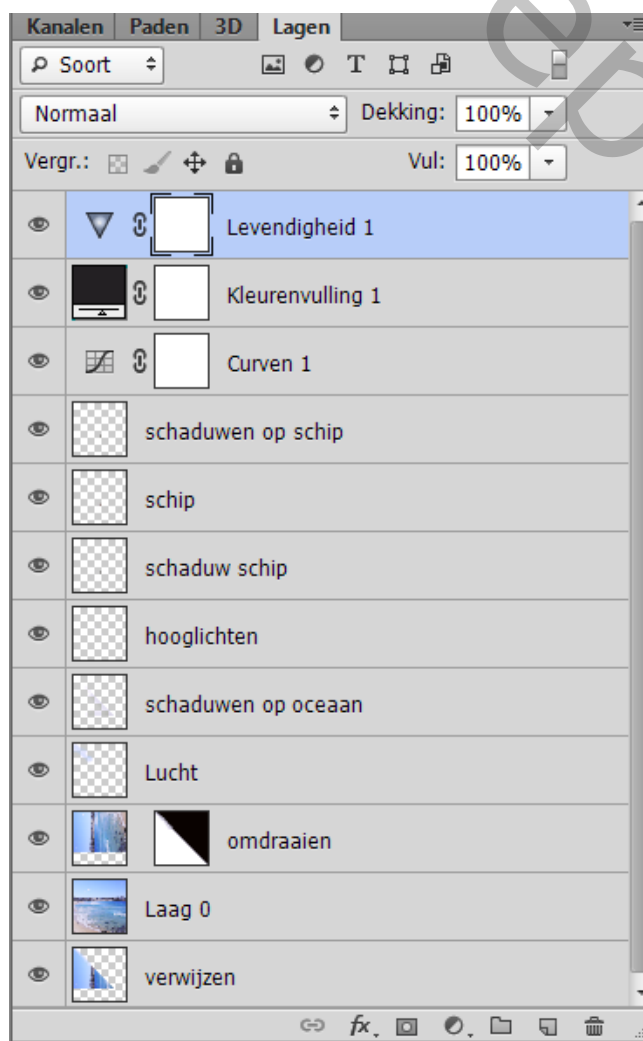 Kanalen Paden 3D Lagen
Soort
Normaal Dekking: 100%
Vergr.: Vul: 100%
Levendigheid 1
Kleurenvulling 1
Curven 1
schaduwen op schip
schip
schaduw schip
hooglichten
schaduwen op oceaan
Lucht
omdraaien
Laag 0
verwijzen
fx